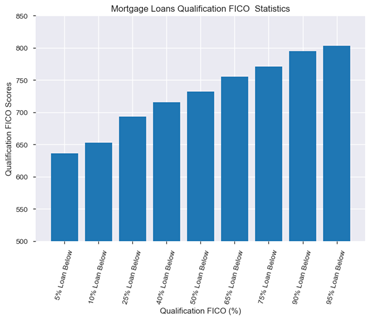 Mortgage Loans Qualification FICO  Statistics
850
800
750
700
650
600
550
500
Qualification FICO Scores
5% Loan Below
10% Loan Below
25% Loan Below
40% Loan Below
50% Loan Below
65% Loan Below
75% Loan Below
90% Loan Below
95% Loan Below
Qualification FICO (%)